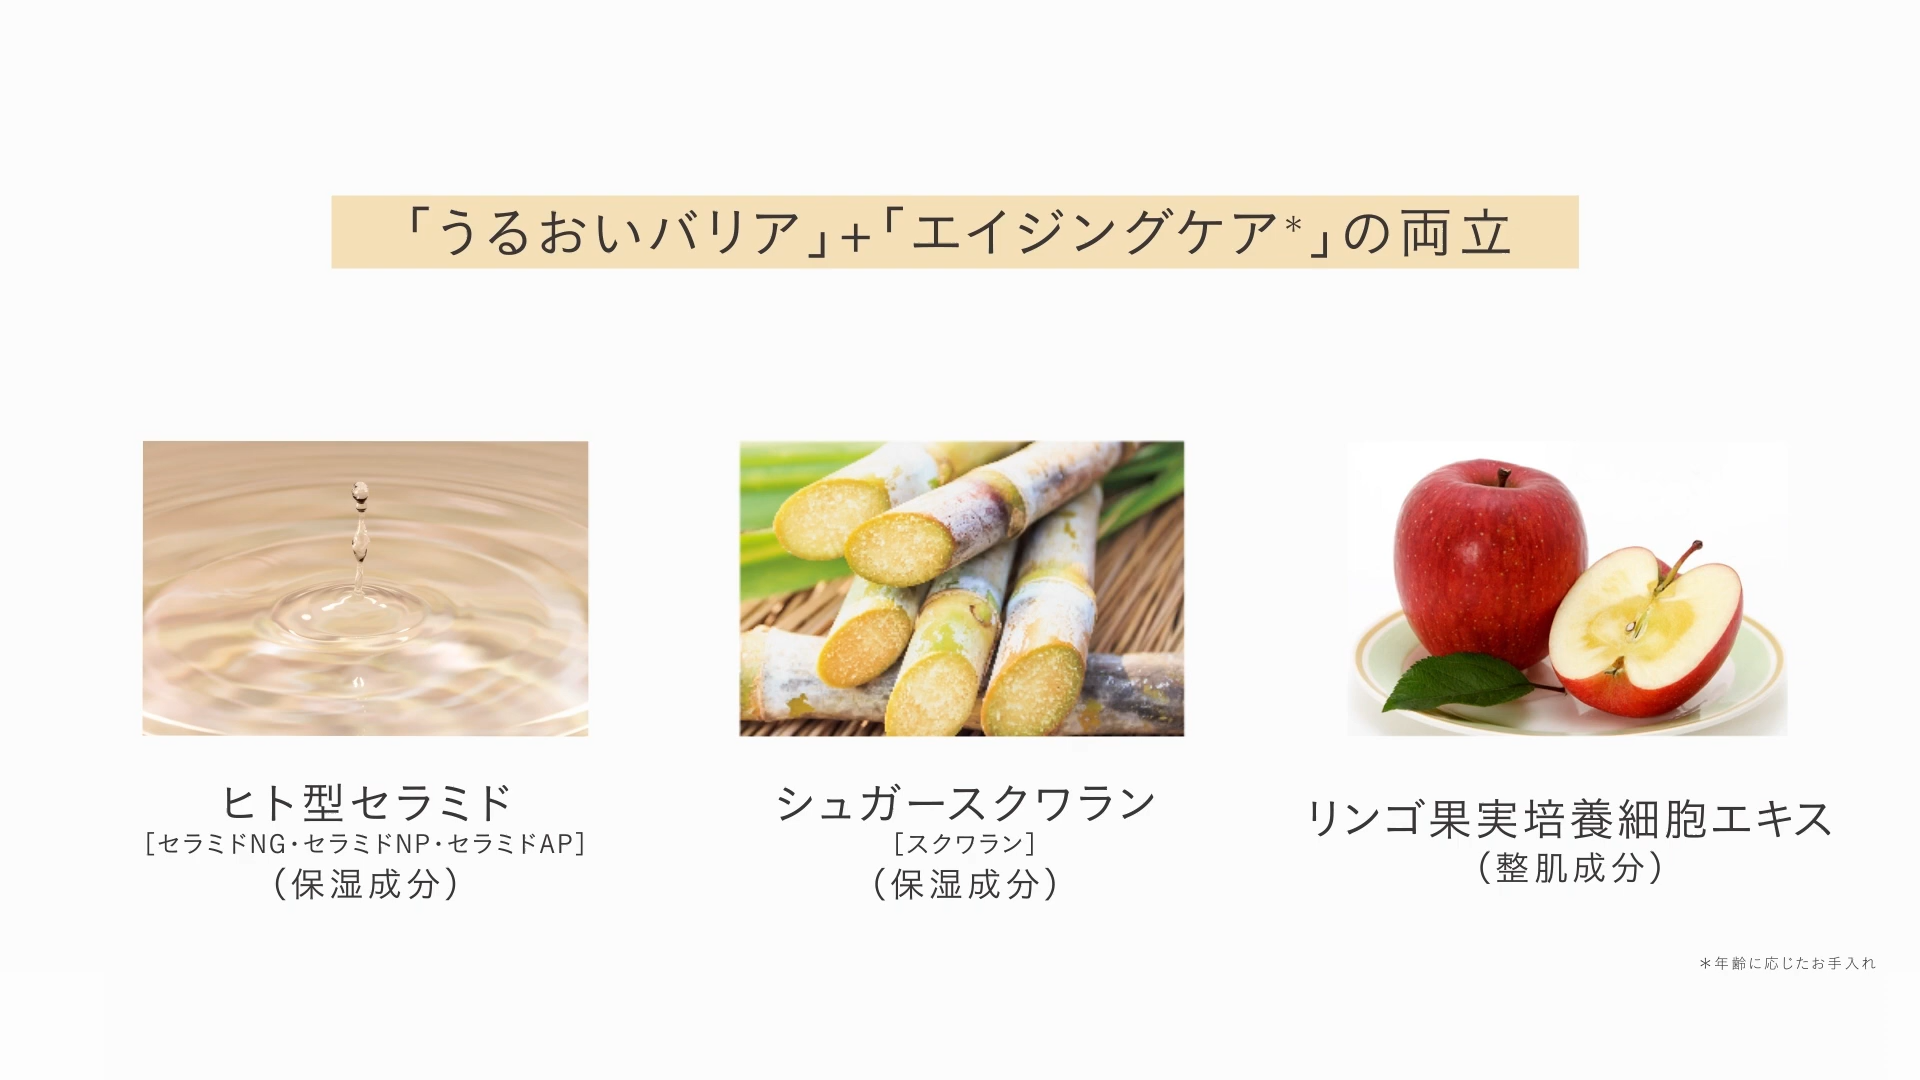 「うるおいバリア」+「エイジングケア*」の両立
ヒト型セラミド
[セラミドNG・セラミドNP・セラミドAP]
(保湿成分)
シュガースクワラン
[スクワラン]
(保湿成分)
リンゴ果実培養細胞エキス
(整肌成分)
*年齢に応じたお手入れ